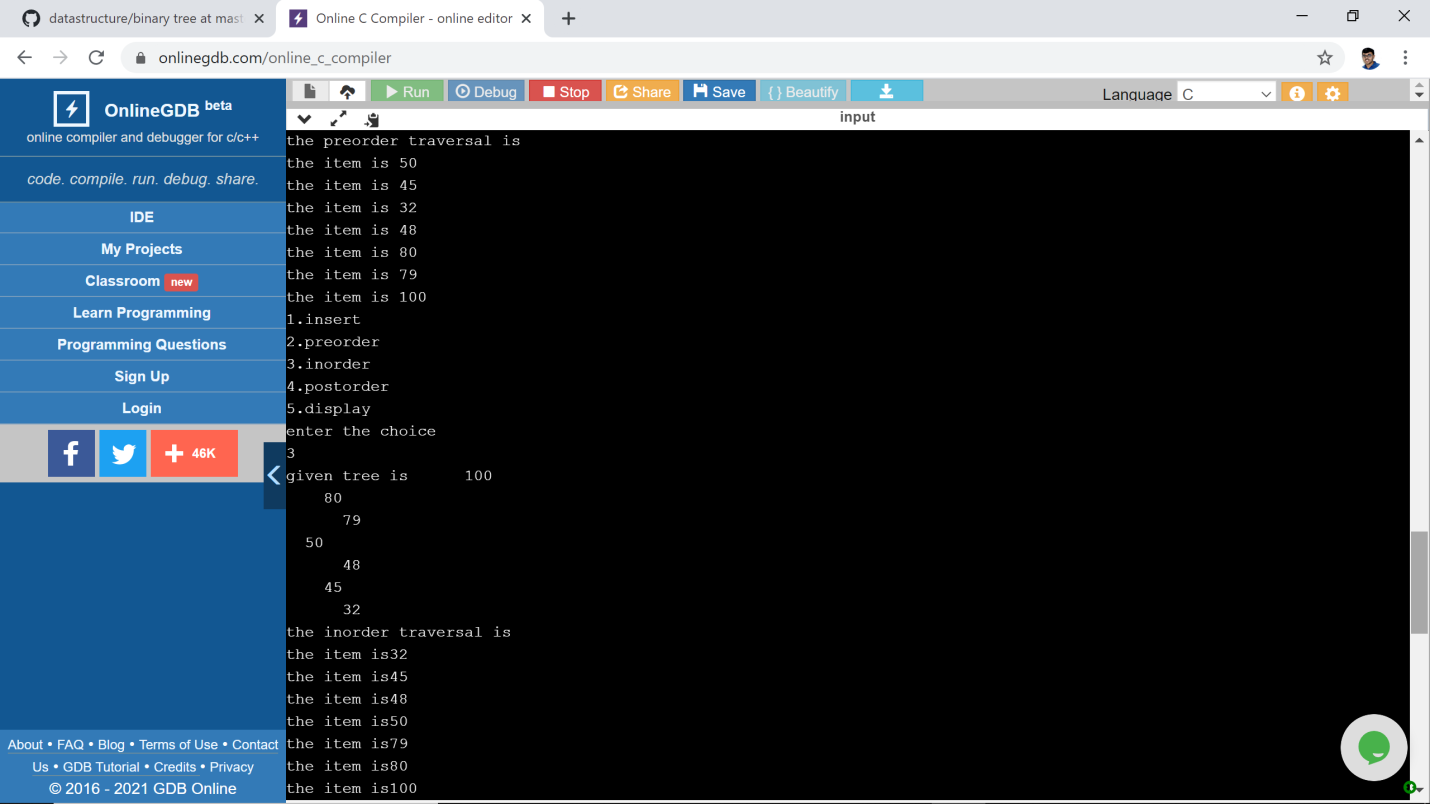 datastructure/binary tree at mast
Online C Compiler - online editor
onlinegdb.com/online_c_compiler
OnlineGDB beta
online compiler and debugger for c/c++
code. compile. run. debug. share.
IDE
My Projects
Classroom new
Learn Programming
Programming Questions
Sign Up
Login
46K
About • FAQ • Blog • Terms of Use • Contact
Us • GDB Tutorial • Credits • Privacy
© 2016 - 2021 GDB Online
Run Debug Stop Share Save { } Beautify
Language C
input
the preorder traversal is
the item is 50
the item is 45
the item is 32
the item is 48
the item is 80
the item is 79
the item is 100
1.insert
2.preorder
3.inorder
4.postorder
5.display
enter the choice
3
given tree is      100
    80
      79
  50
      48
    45
      32
the inorder traversal is
the item is32
the item is45
the item is48
the item is50
the item is79
the item is80
the item is100